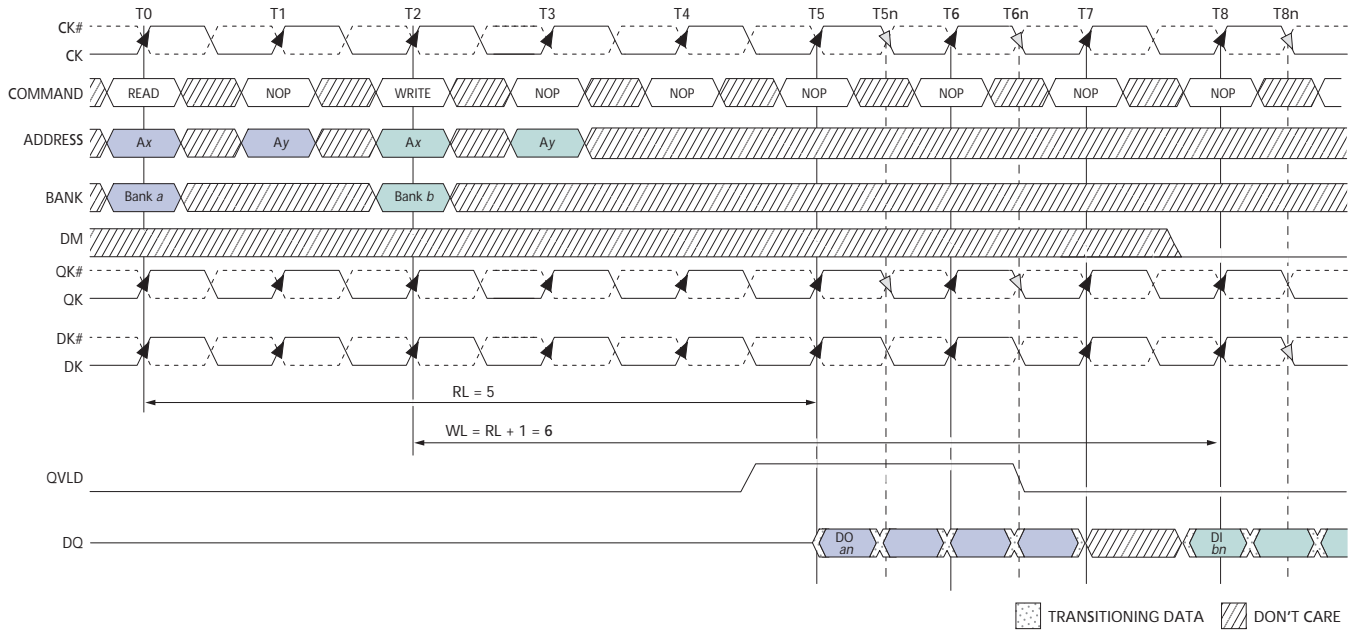 T0 T1 T2 T3 T4 T5 T5n T6 T6n T7 T8 T8n
CK#
CK
COMMAND READ NOP WRITE NOP NOP NOP NOP NOP NOP
ADDRESS Ax Ay Ax Ay
BANK Bank a Bank b
DM
QK#
QK
DK#
DK
RL = 5
WL = RL + 1 = 6
QVLD
DQ DO an DI bn
TRANSITIONING DATA DON'T CARE